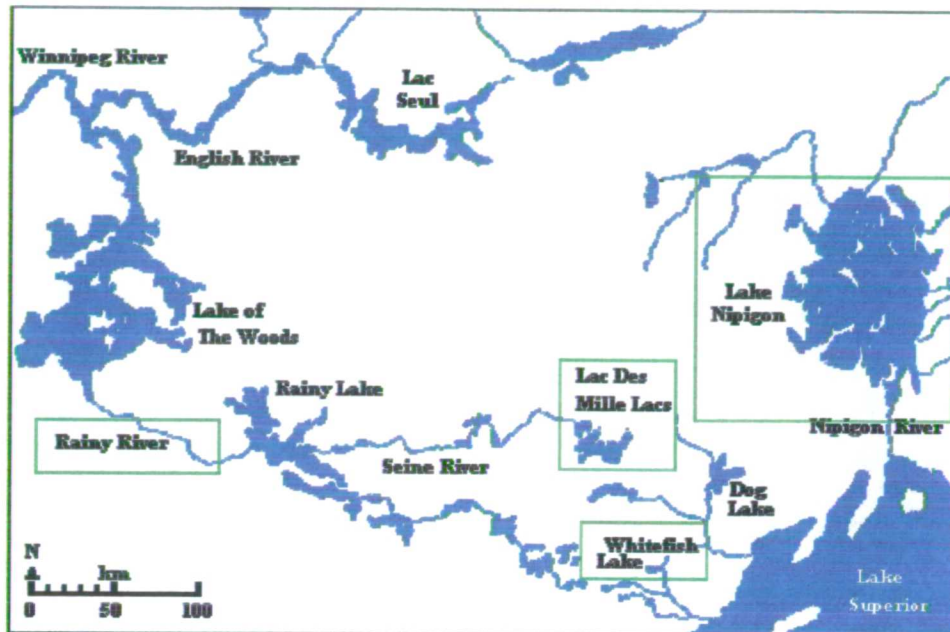 Winnipeg River
Lac
Seul
English River
Lake
Nipigon
Lake of
The Woods
Rainy Lake
Lac Des
Mille Lacs
Nipigon River
Rainy River
Seine River
Dog
Lake
Whitefish
Lake
N
km
0 50 100
Lake
Superior